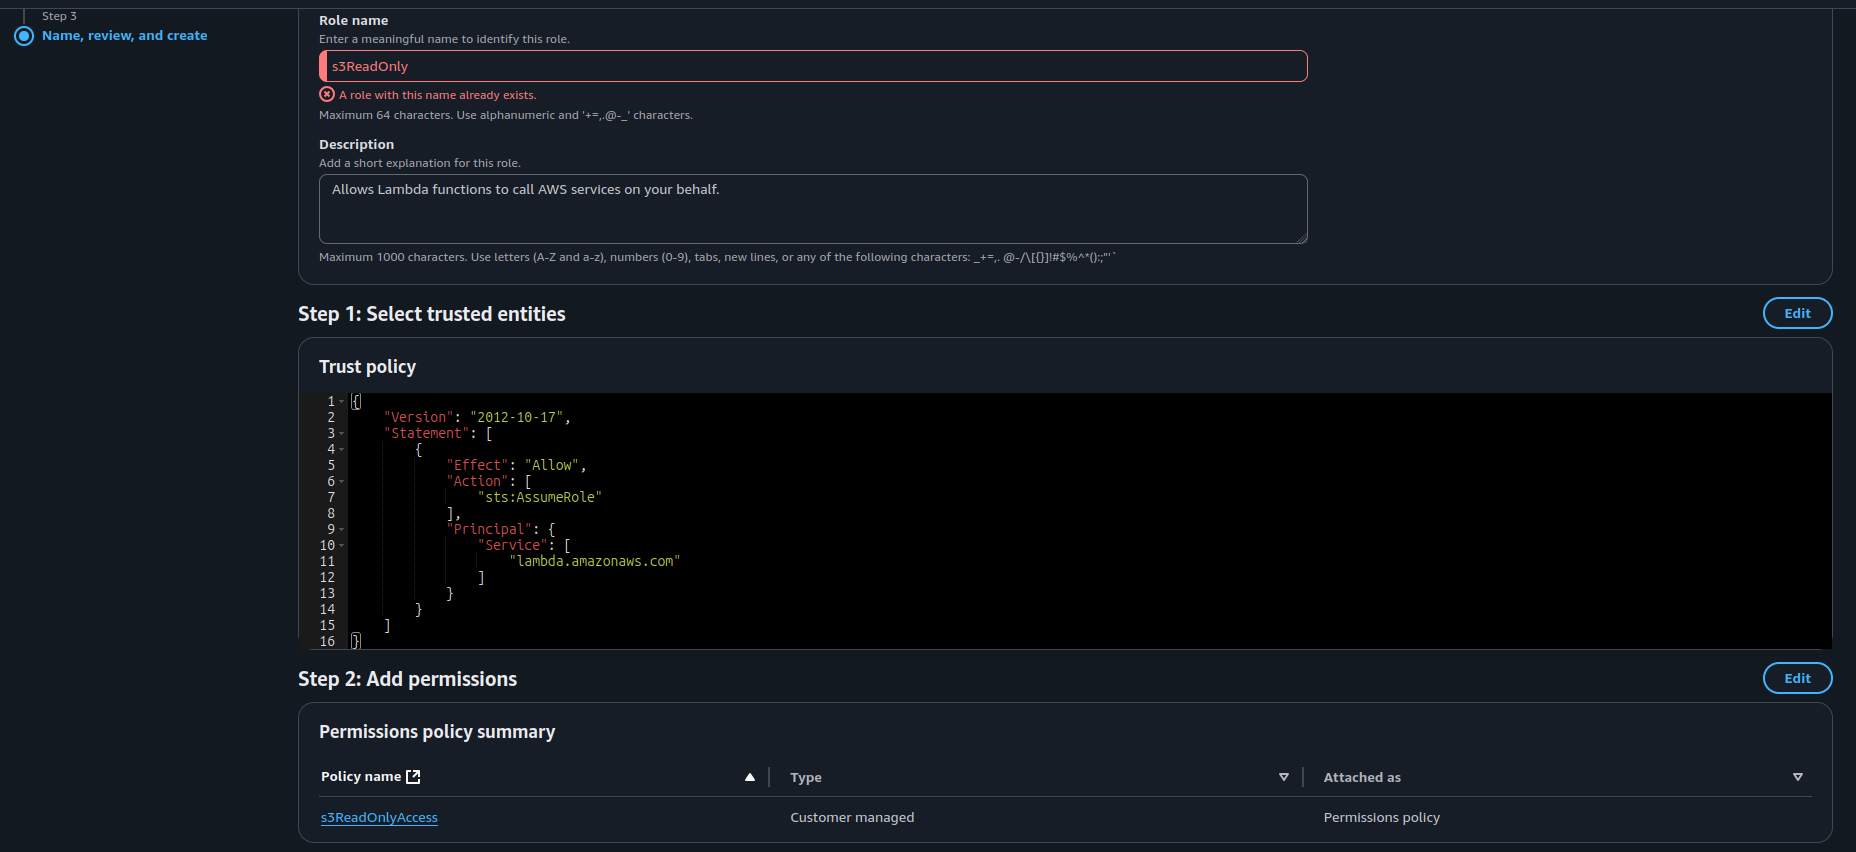 Step 3
Name, review, and create
Role name
Enter a meaningful name to identify this role.
s3ReadOnly
A role with this name already exists.
Maximum 64 characters. Use alphanumeric and '+=,.@-_' characters.
Description
Add a short explanation for this role.
Allows Lambda functions to call AWS services on your behalf.
Maximum 1000 characters. Use letters (A-Z and a-z), numbers (0-9), tabs, new lines, or any of the following characters: _+=,. @-/\[{}]!#$%^*();:"'`
Step 1: Select trusted entities
Edit
Trust policy
1 {
2     "Version": "2012-10-17",
3     "Statement": [
4         {
5             "Effect": "Allow",
6             "Action": [
7                 "sts:AssumeRole"
8             ],
9             "Principal": {
10                 "Service": [
11                     "lambda.amazonaws.com"
12                 ]
13             }
14         }
15     ]
16 }
Step 2: Add permissions
Edit
Permissions policy summary
Policy name Type Attached as
s3ReadOnlyAccess Customer managed Permissions policy